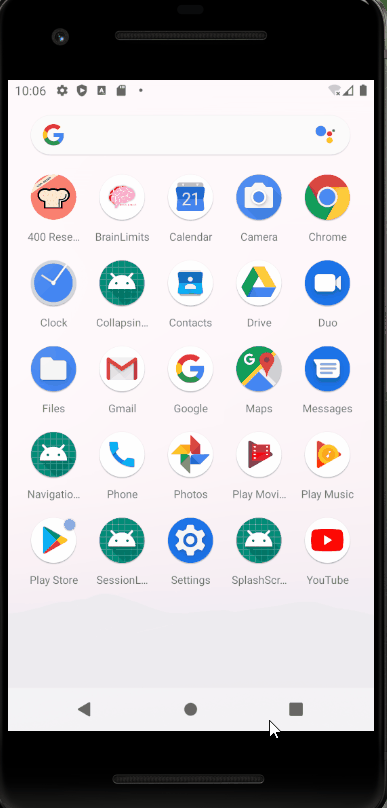 10:06
400 Rese...
BrainLimits
Calendar
Camera
Chrome
21
Clock
Collapsin...
Contacts
Drive
Duo
Files
Gmail
Google
Maps
Messages
Navigatio...
Phone
Photos
Play Movi...
Play Music
Play Store
SessionL...
Settings
SplashScr...
YouTube